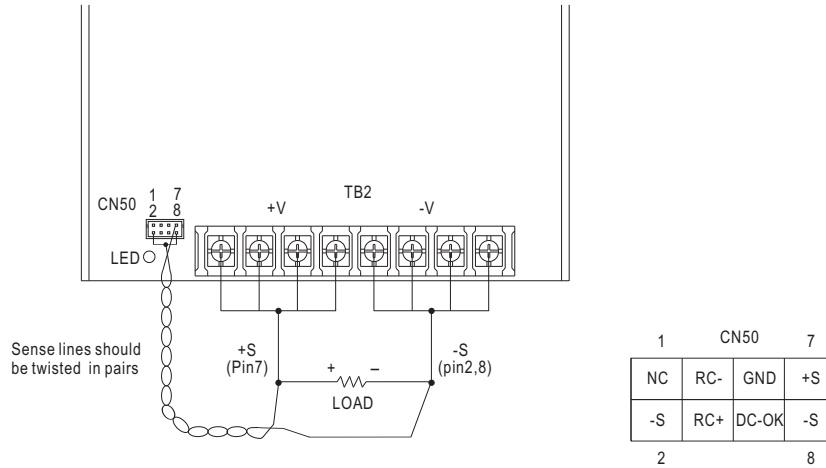 TB2
CN50 1 7
2 8
+V -V
LED
Sense lines should
be twisted in pairs
+S
(Pin7)
+ –
LOAD
-S
(pin2,8)
1 CN50 7
NC RC- GND +S
-S RC+ DC-OK -S
2 8